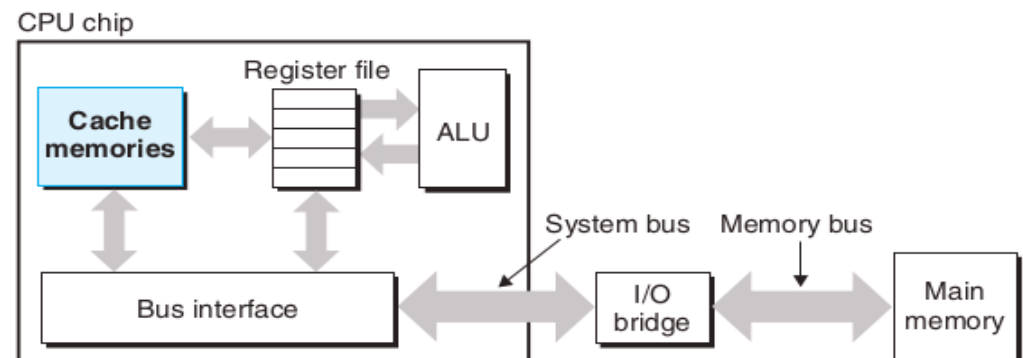 CPU chip
Register file
Cache
memories
ALU
System bus
Memory bus
Bus interface
I/O
bridge
Main
memory